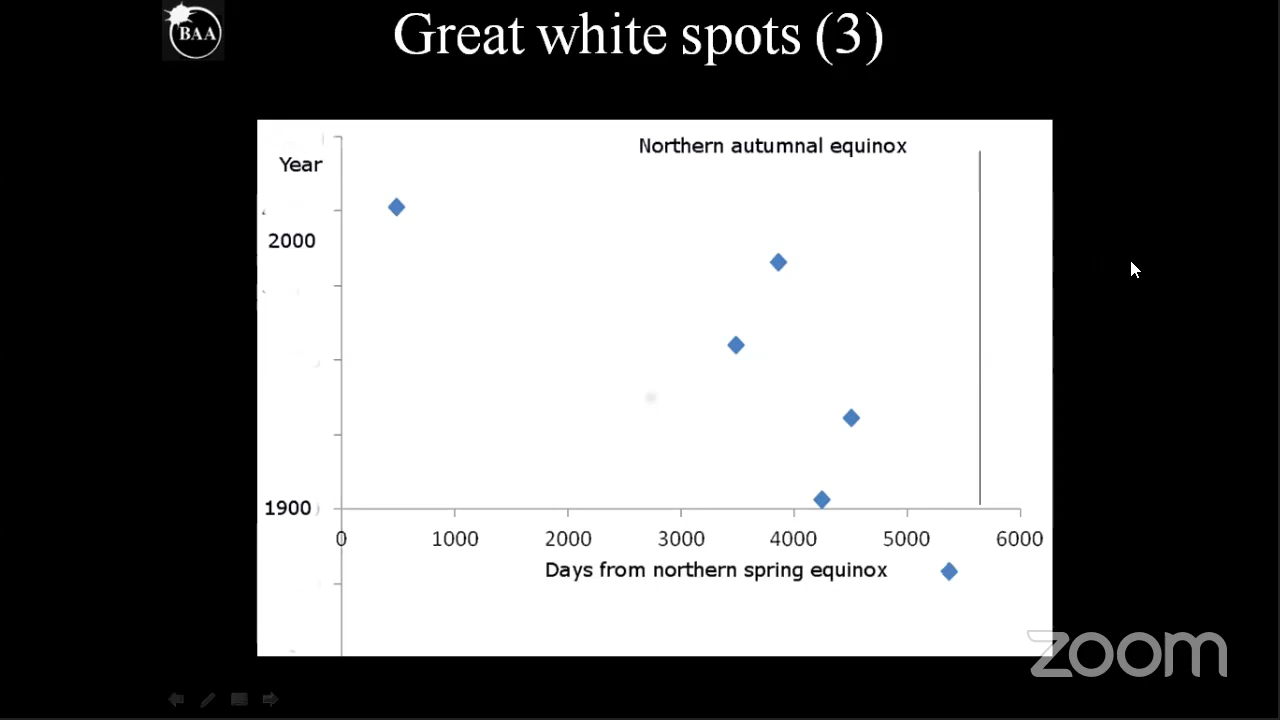 BAA
Great white spots (3)
Northern autumnal equinox
Year
2000
1900
0 1000 2000 3000 4000 5000 6000
Days from northern spring equinox
zoom